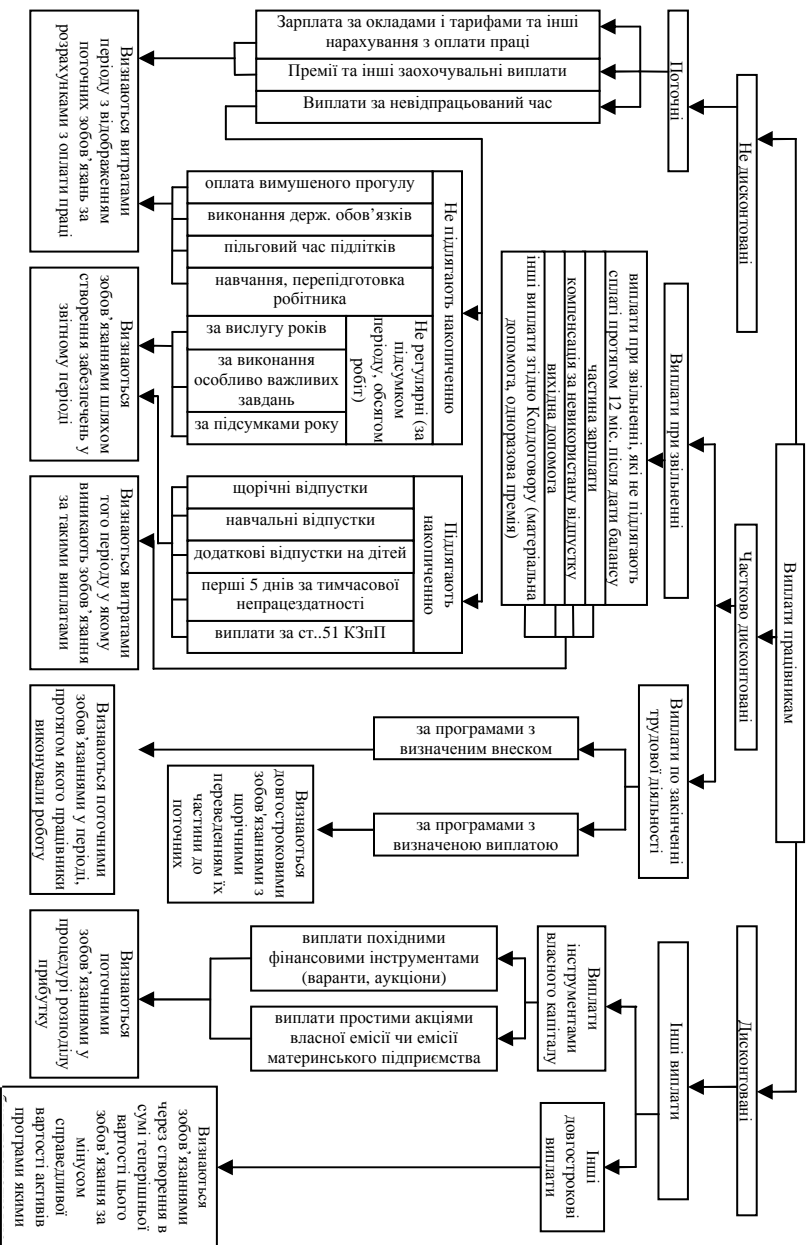 Виплати працівникам
Не дисконтовані
Частково дисконтовані
Дисконтовані
Поточні
Виплати при звільненні
Виплати по закінченні
трудової діяльності
Інші виплати
Зарплата за окладами і тарифами та інші
нарахування з оплати праці
Премії та інші заохочувальні виплати
Виплати за невідпрацьований час
виплати при звільненні, які не підлягають
сплаті протягом 12 міс. після дати балансу
частина зарплати
компенсація за невикористану відпустку
вихідна допомога
інші виплати згідно Колдоговору (матеріальна
допомога, одноразова премія)
за програмами з
визначеним внеском
за програмами з
визначеною виплатою
Виплати
інструментами
власного капіталу
Інші
довгострокові
виплати
Не підлягають накопиченню
оплата вимушеного прогулу
виконання держ. обов’язків
пільговий час підлітків
навчання, перепідготовка
робітника
Не регулярні (за
підсумком
періоду, обсягом
робіт)
за вислугу років
за виконання
особливо важливих
завдань
за підсумками року
Підлягають
накопиченню
щорічні відпустки
навчальні відпустки
додаткові відпустки на дітей
перші 5 днів за тимчасової
непрацездатності
виплати за ст..51 КЗпП
виплати похідними
фінансовими інструментами
(варанти, аукціони)
виплати простими акціями
власної емісії чи емісії
материнського підприємства
Визнаються витратами
періоду з відображенням
поточних зобов’язань за
розрахунками з оплати праці
Визнаються
зобов’язаннями шляхом
створення забезпечень у
звітному періоді
Визнаються витратами
того періоду у якому
виникають зобов’язання
за такими виплатами
Визнаються поточними
зобов’язаннями у періоді,
протягом якого працівники
виконували роботу
Визнаються
довгостроковими
зобов’язаннями з
щорічними
переведенням їх
частини до
поточних
Визнаються
поточними
зобов’язаннями у
процедурі розподілу
прибутку
Визнаються
зобов’язаннями
через створення в
сумі теперішньої
вартості цього
зобов’язання за
мінусом
справедливої
вартості активів
програми якими